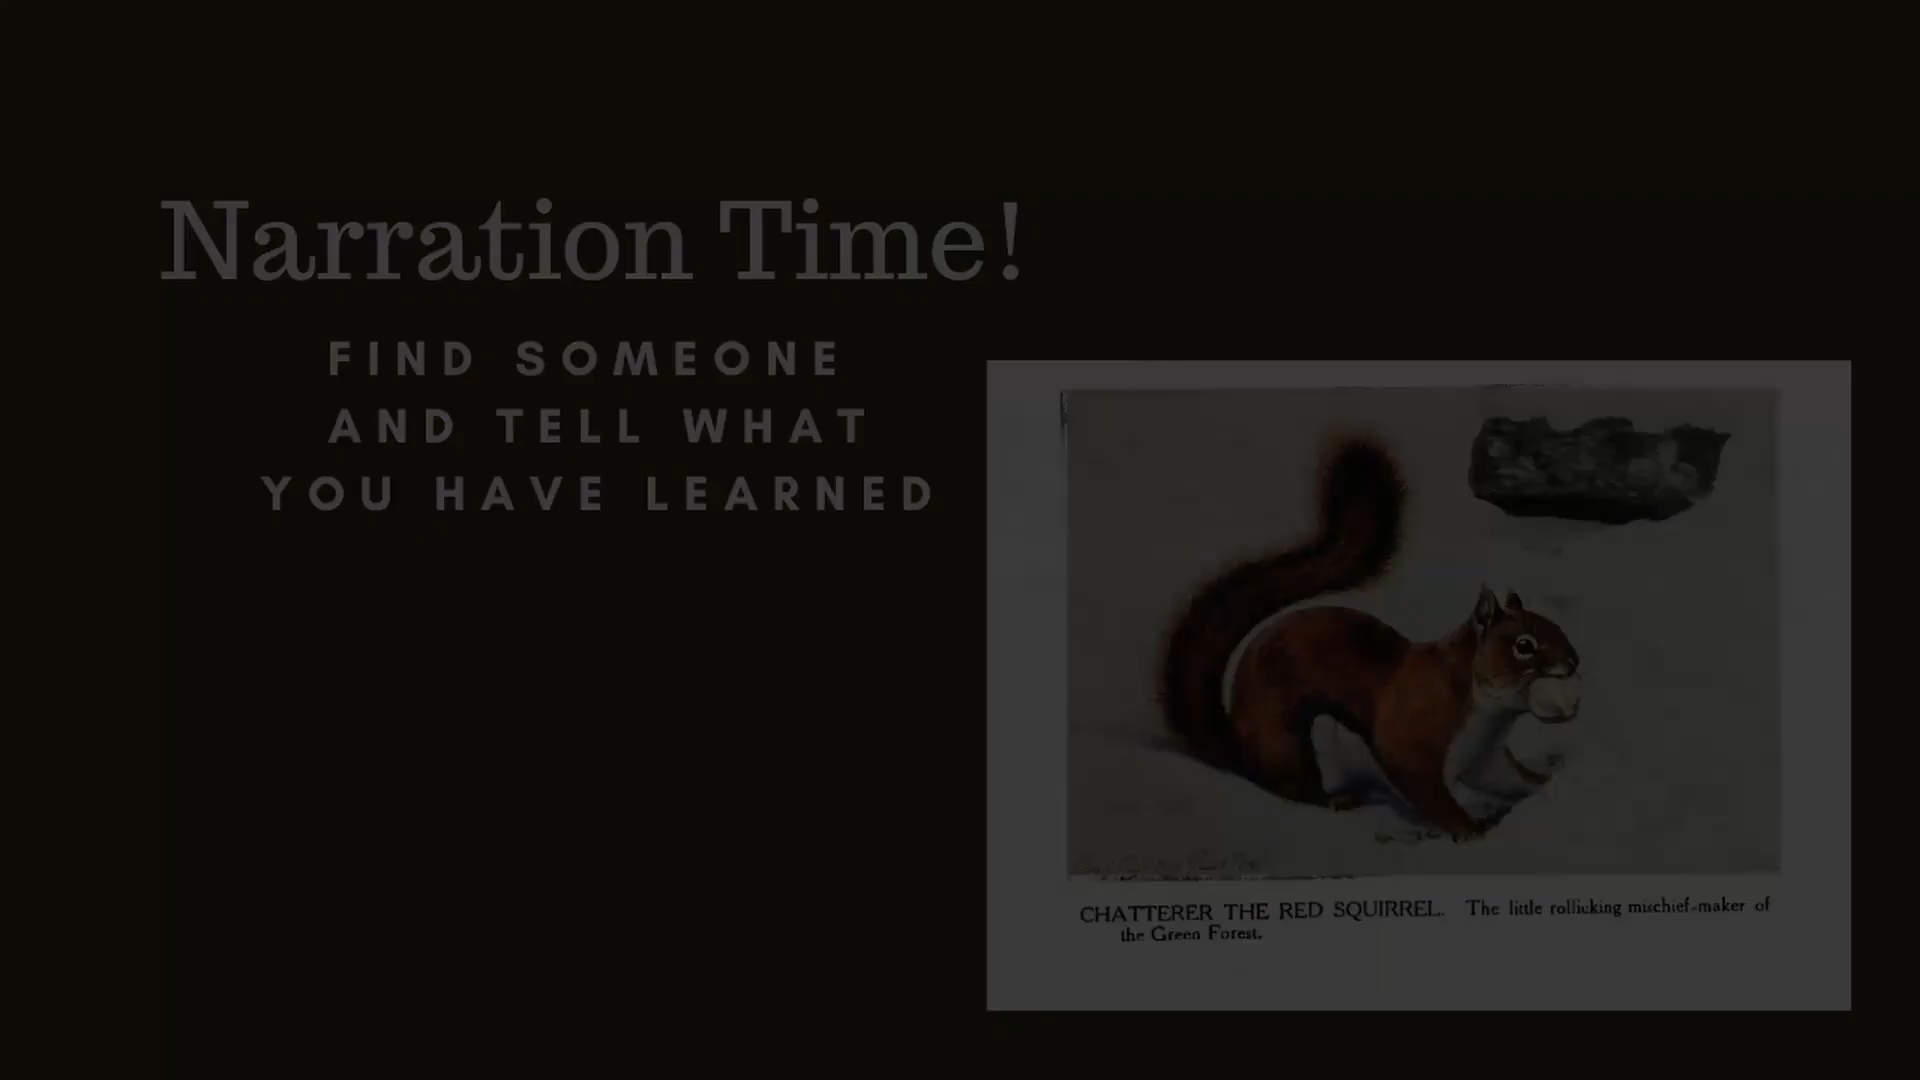 Narration Time!
FIND SOMEONE
AND TELL WHAT
YOU HAVE LEARNED
CHATTERER THE RED SQUIRREL. The little rollicking mischief-maker of
the Green Forest.